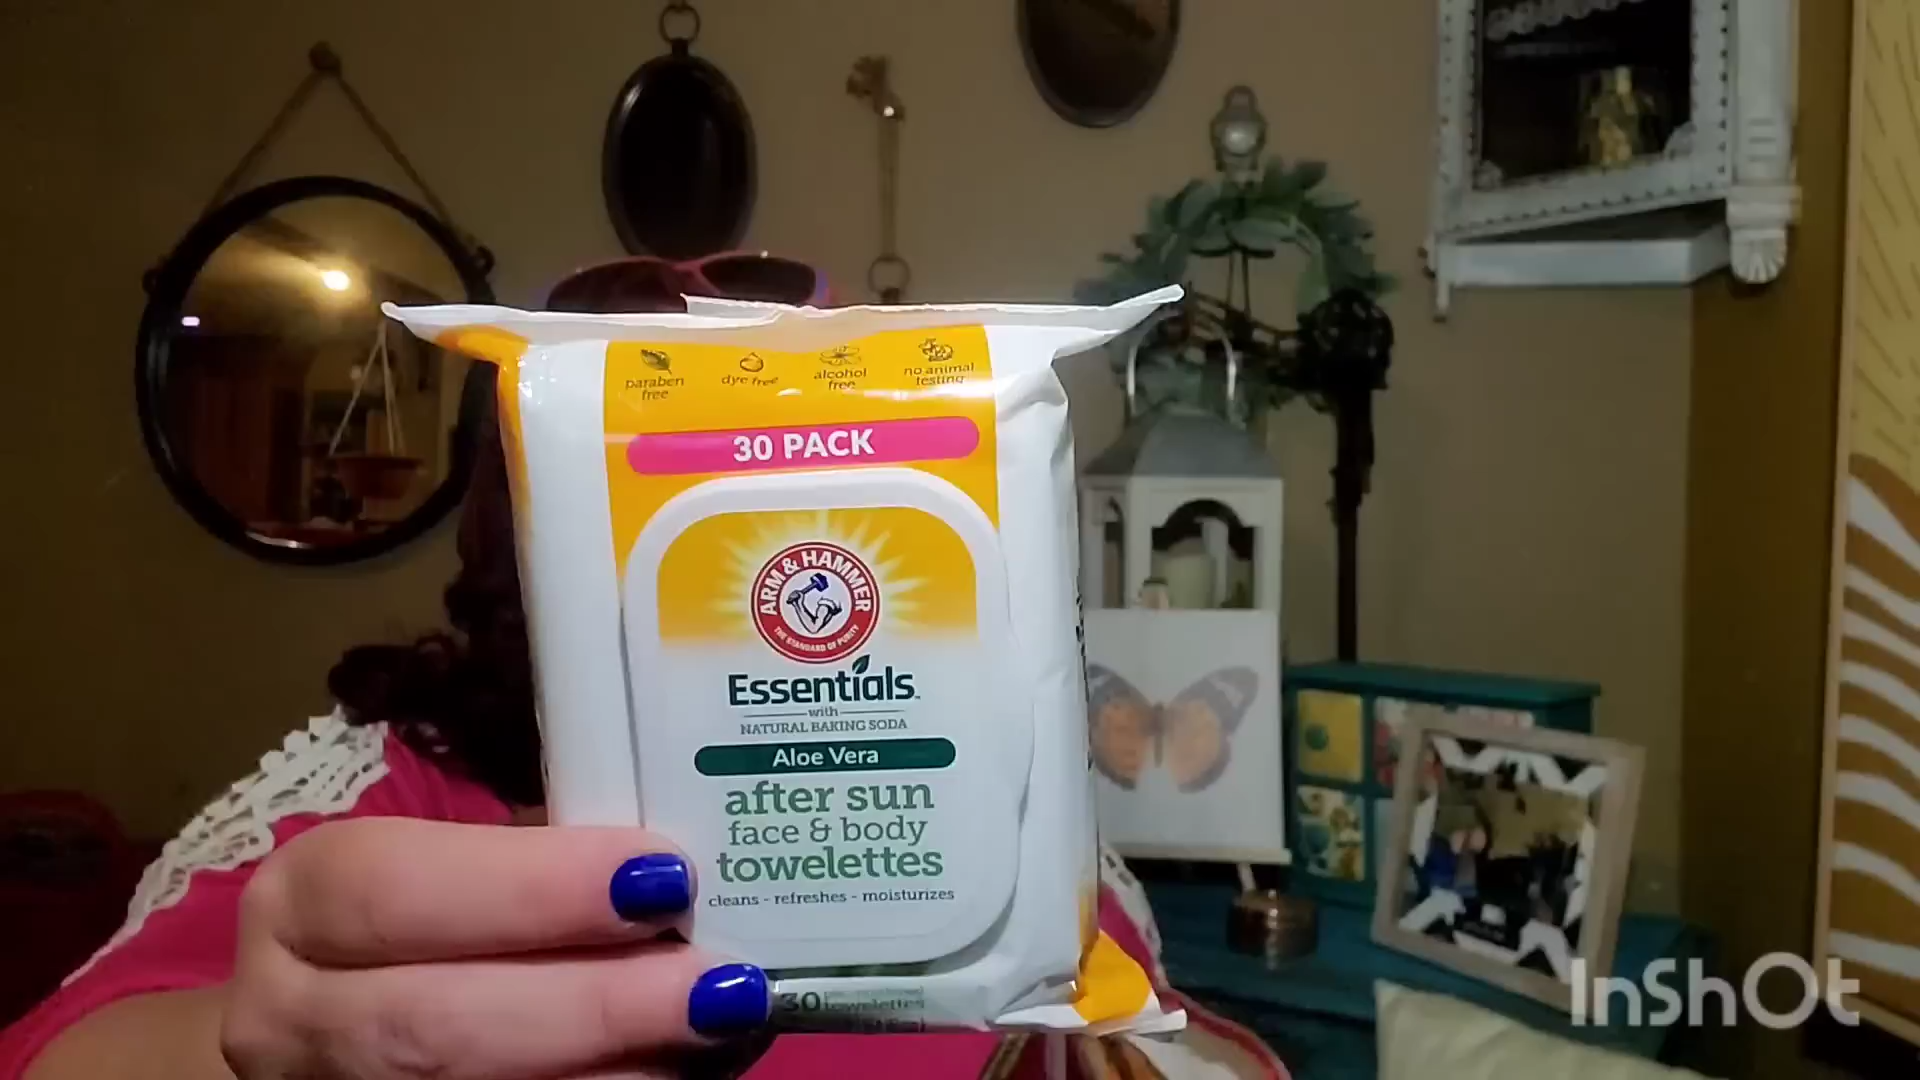 paraben
free
dye free
alcohol
free
no animal
testing
30 PACK
ARM & HAMMER
THE STANDARD OF PURITY
Essentials™
with
NATURAL BAKING SODA
Aloe Vera
after sun
face & body
towelettes
cleans - refreshes - moisturizes
30
towelettes
InShOt